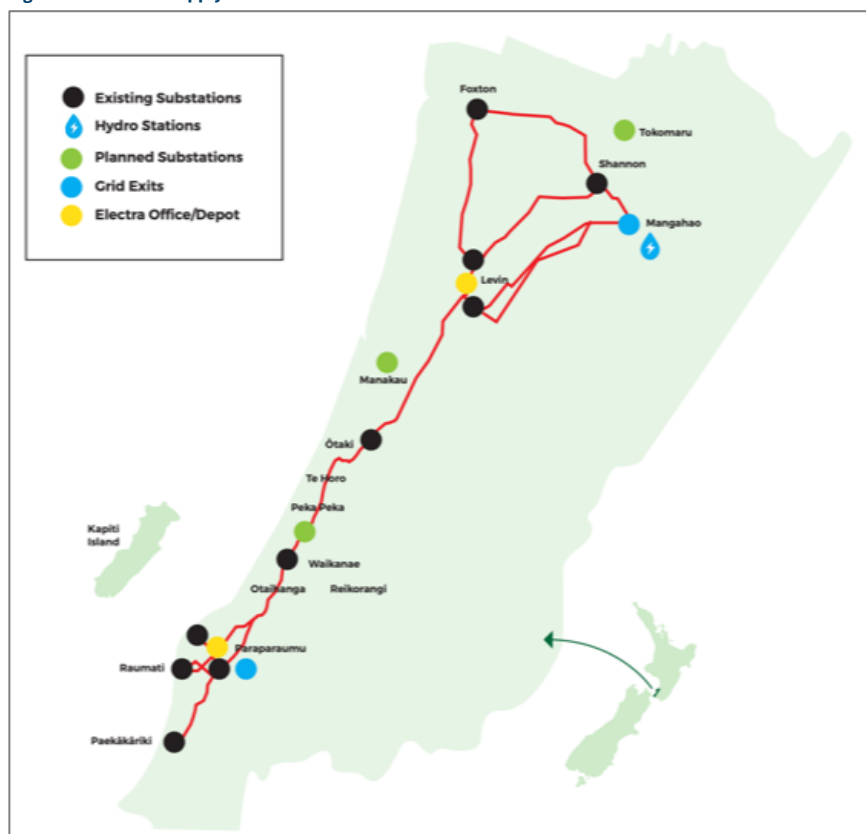 Existing Substations
Hydro Stations
Planned Substations
Grid Exits
Electra Office/Depot
Foxton
Tokomaru
Shannon
Mangahao
Levin
Manakau
Ōtaki
Te Horo
Peka Peka
Kapiti
Island
Waikanae
Otaihanga
Reikorangi
Paraparaumu
Raumati
Paekākāriki